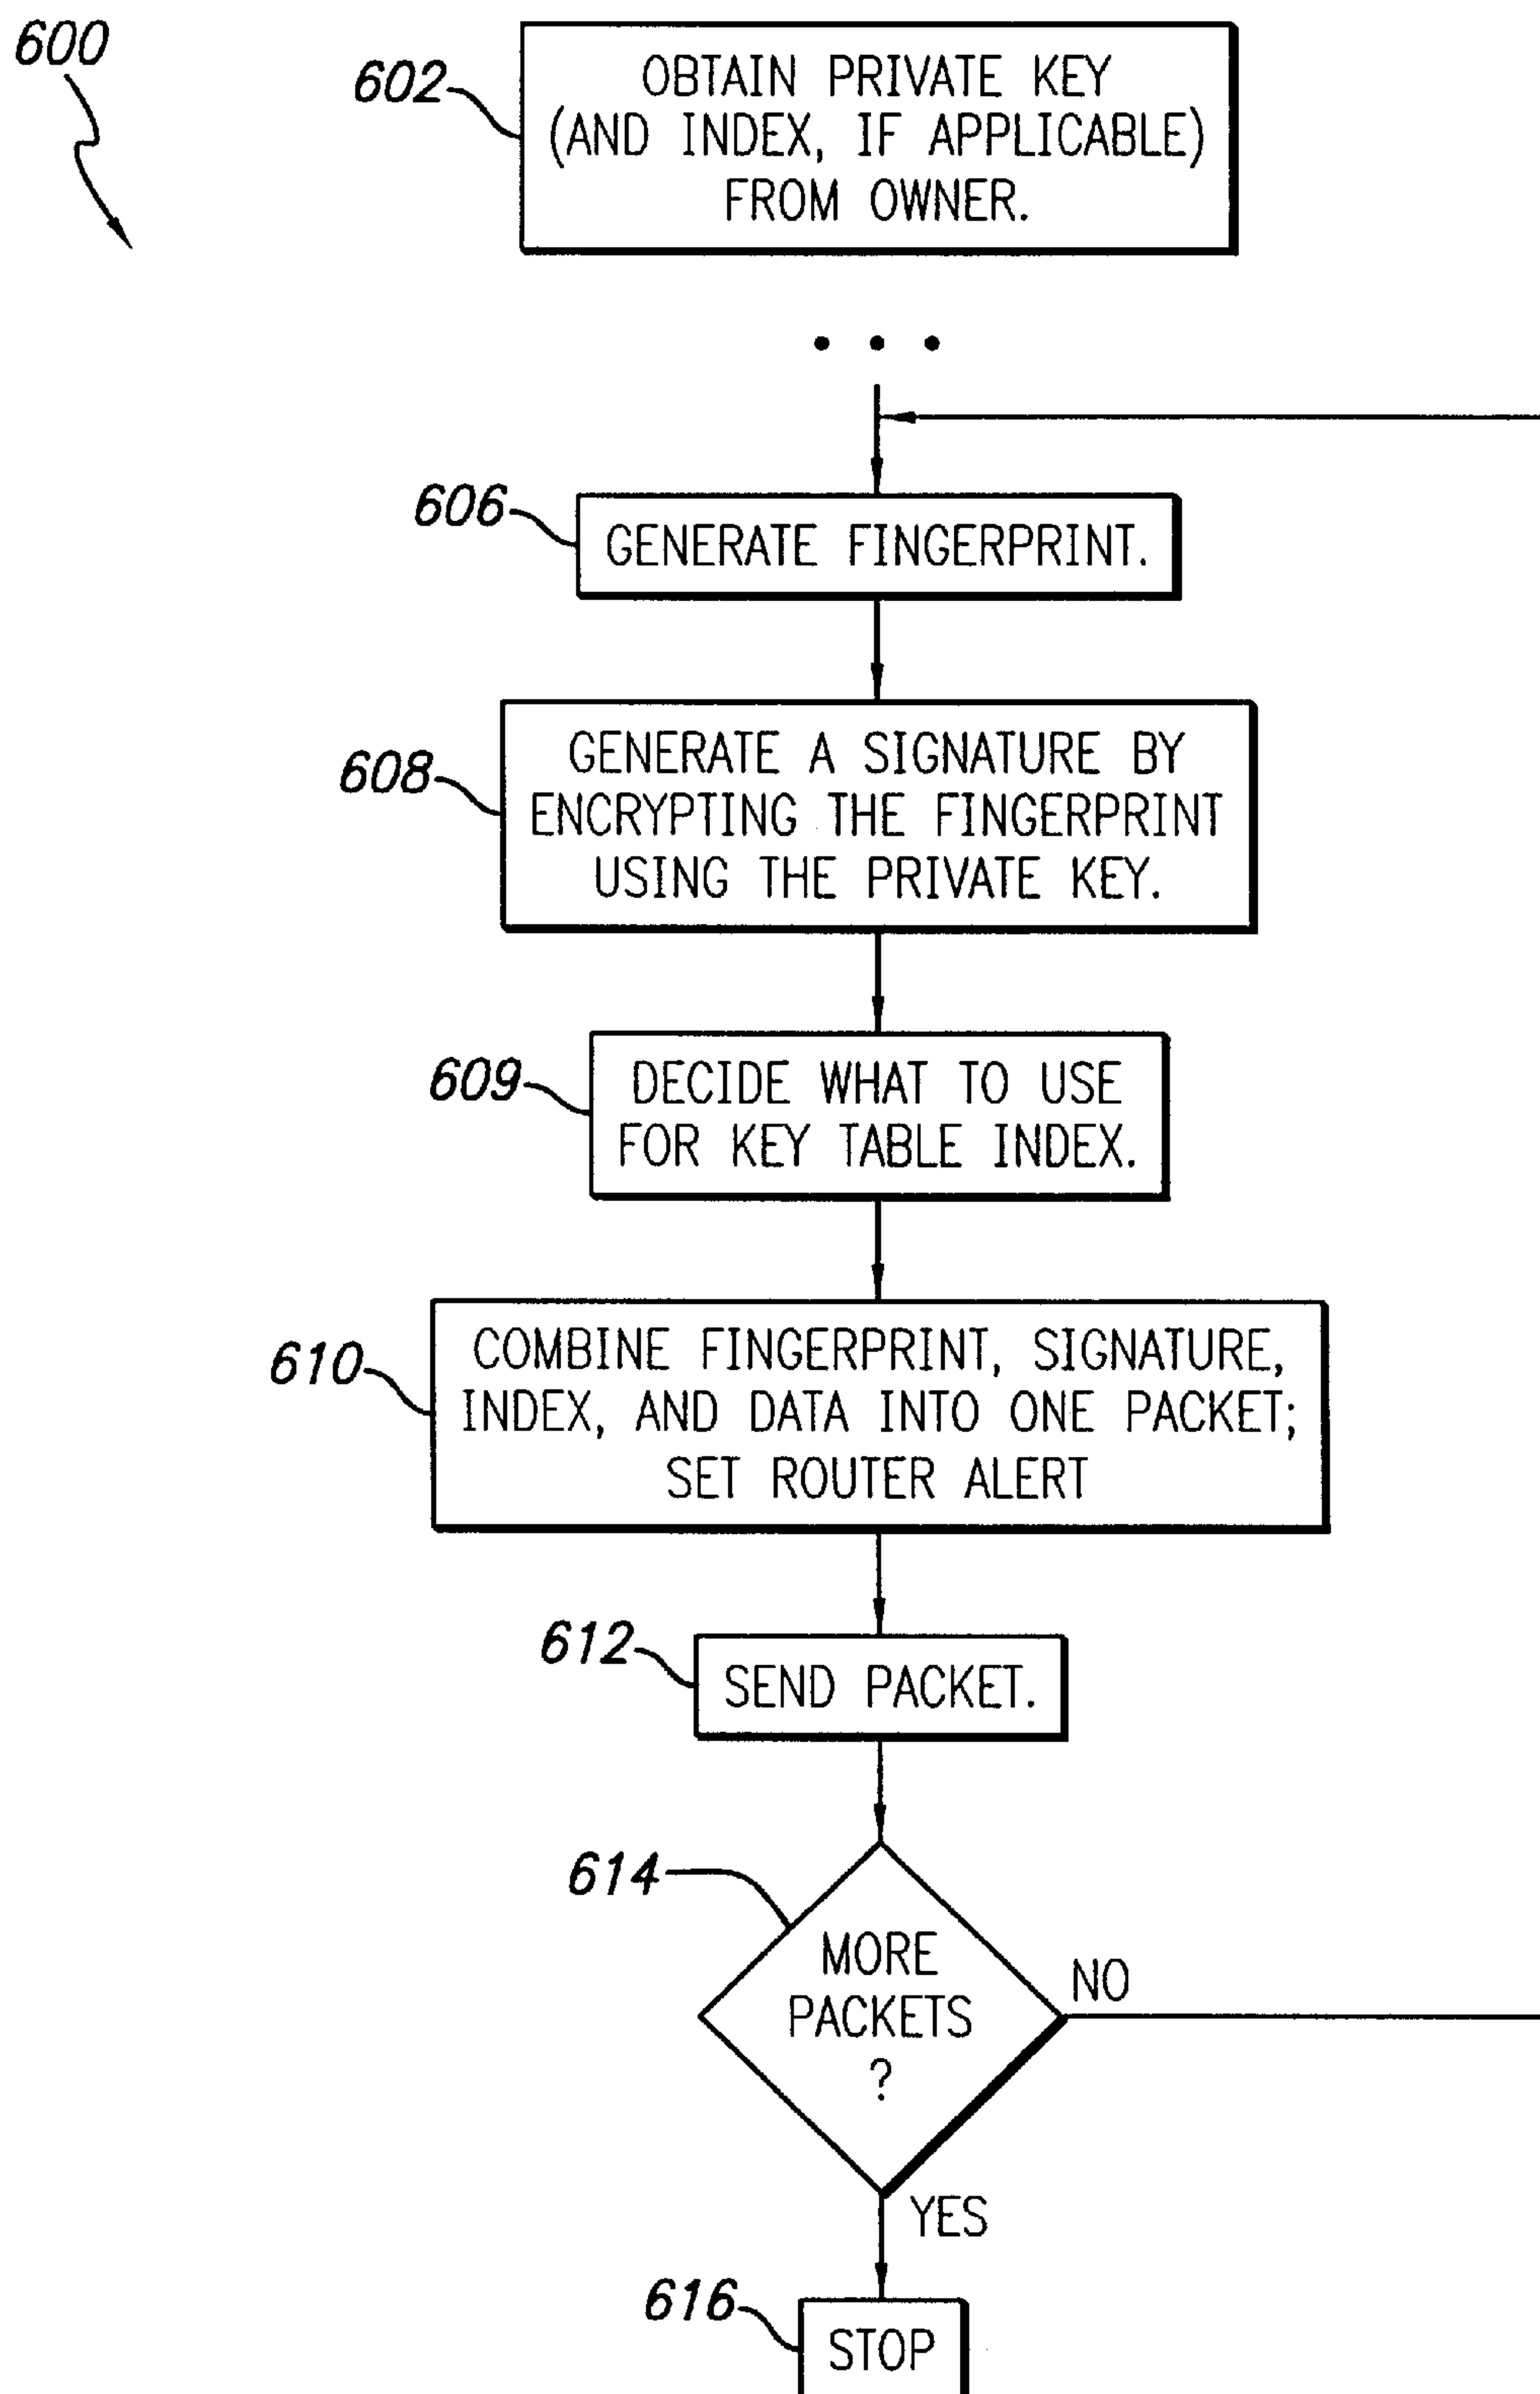 600
602
OBTAIN PRIVATE KEY
(AND INDEX, IF APPLICABLE)
FROM OWNER.
. . .
606
GENERATE FINGERPRINT.
608
GENERATE A SIGNATURE BY
ENCRYPTING THE FINGERPRINT
USING THE PRIVATE KEY.
609
DECIDE WHAT TO USE
FOR KEY TABLE INDEX.
610
COMBINE FINGERPRINT, SIGNATURE,
INDEX, AND DATA INTO ONE PACKET;
SET ROUTER ALERT
612
SEND PACKET.
614
MORE
PACKETS
?
NO
YES
616
STOP